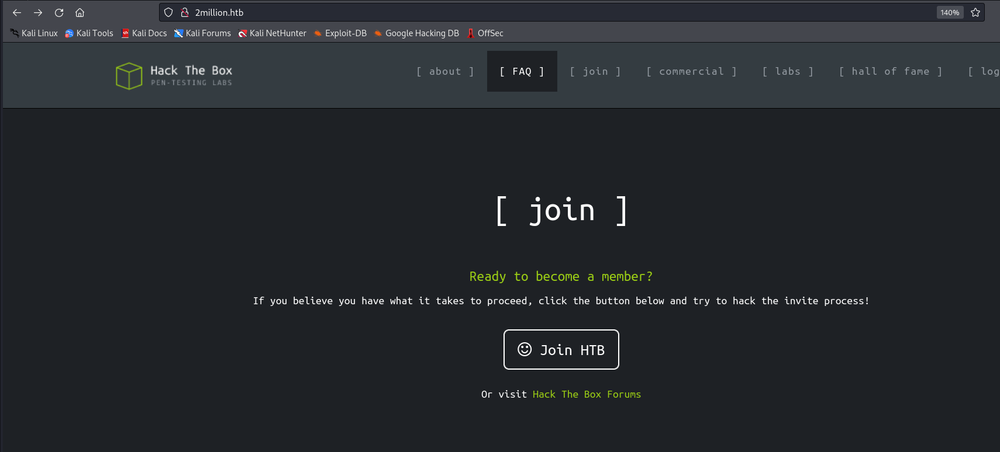 2million.htb 140%
Kali Linux Kali Tools Kali Docs Kali Forums Kali NetHunter Exploit-DB Google Hacking DB OffSec
Hack The Box
PEN-TESTING LABS
[ about ] [ FAQ ] [ join ] [ commercial ] [ labs ] [ hall of fame ] [ log
[ join ]
Ready to become a member?
If you believe you have what it takes to proceed, click the button below and try to hack the invite process!
Join HTB
Or visit Hack The Box Forums